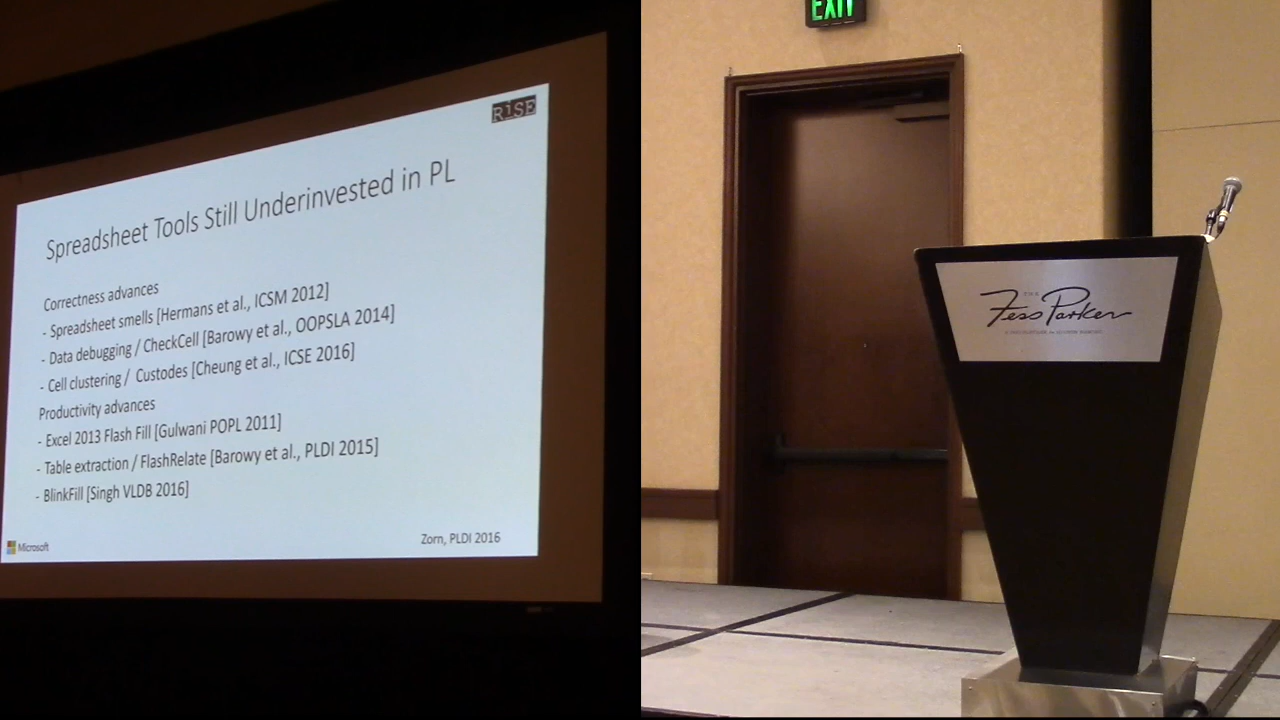 RiSE
Spreadsheet Tools Still Underinvested in PL
Correctness advances
- Spreadsheet smells [Hermans et al., ICSM 2012]
- Data debugging / CheckCell [Barowy et al., OOPSLA 2014]
- Cell clustering / Custodes [Cheung et al., ICSE 2016]
Productivity advances
- Excel 2013 Flash Fill [Gulwani POPL 2011]
- Table extraction / FlashRelate [Barowy et al., PLDI 2015]
- BlinkFill [Singh VLDB 2016]
Microsoft
Zorn, PLDI 2016
EXIT
THE
Fess Parker